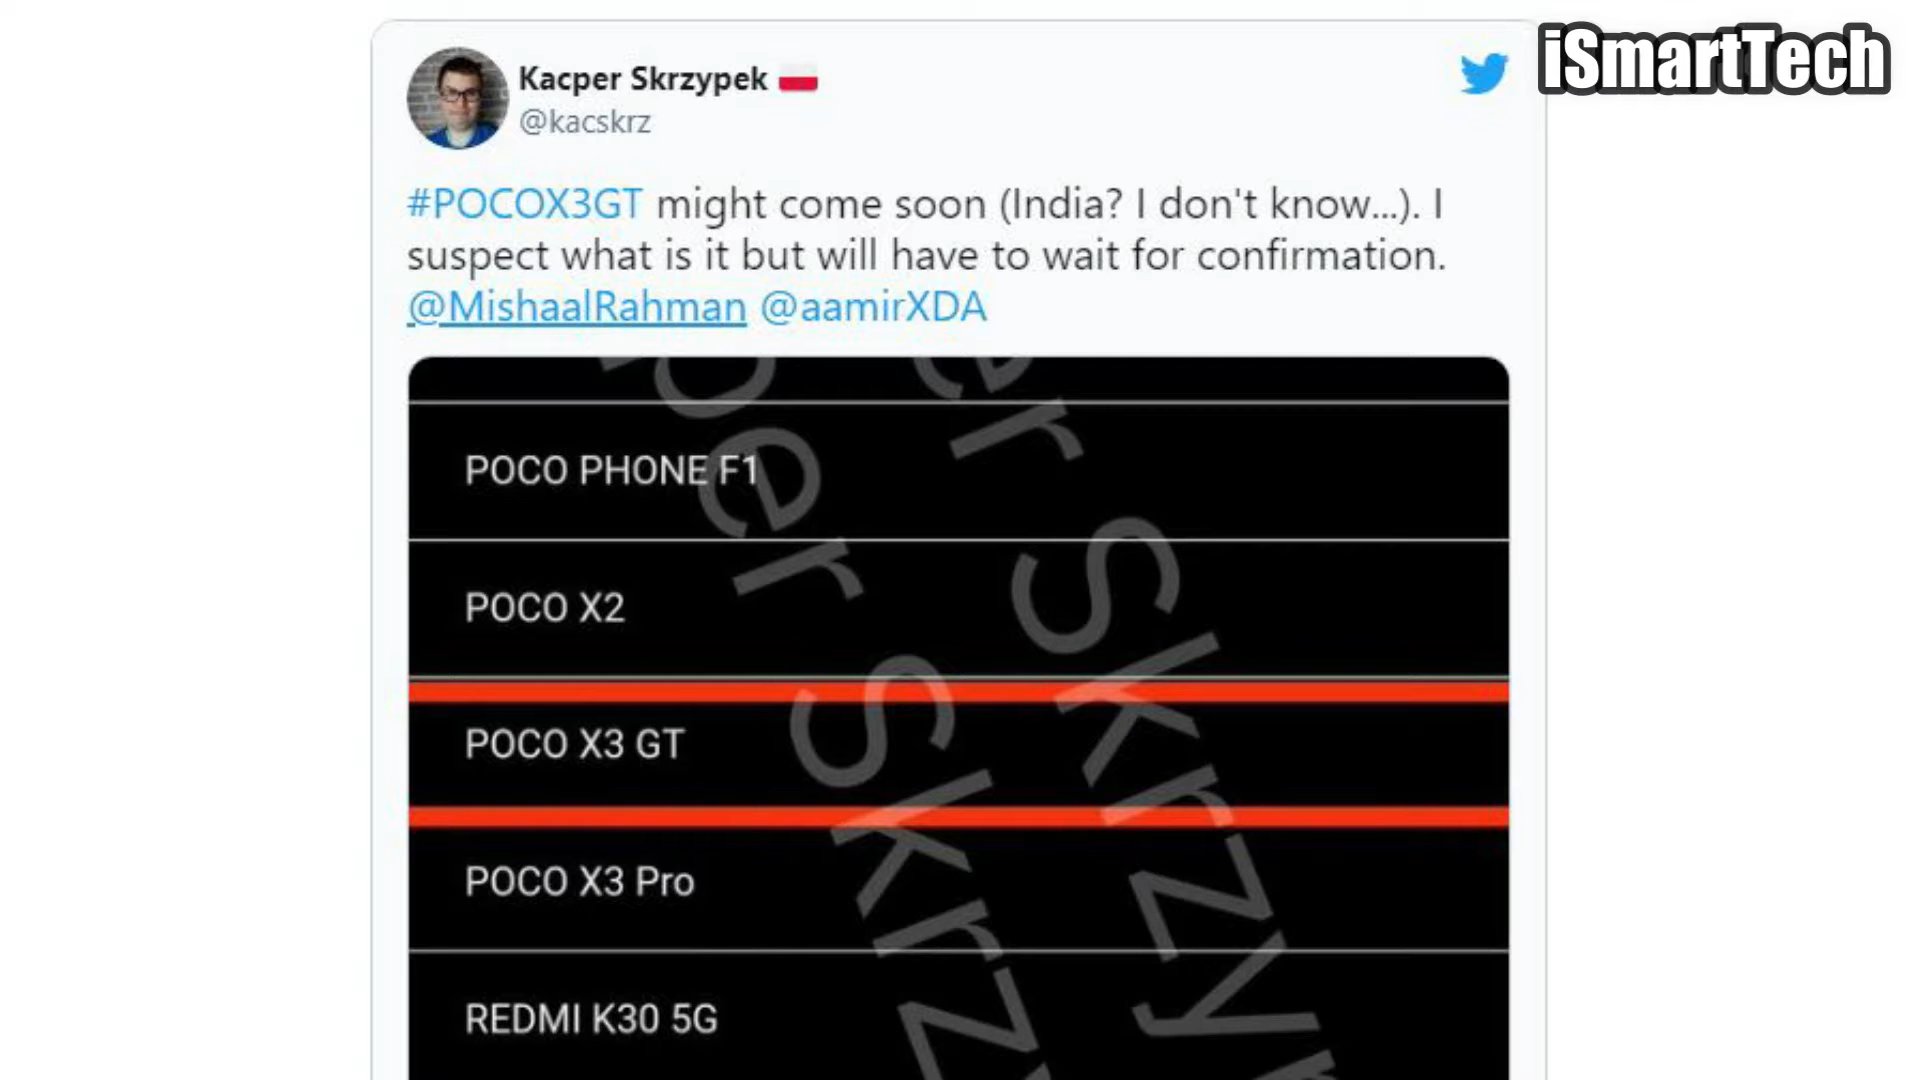 iSmartTech
Kacper Skrzypek
@kacskrz
#POCOX3GT might come soon (India? I don't know...). I
suspect what is it but will have to wait for confirmation.
@MishaalRahman @aamirXDA
POCO PHONE F1
POCO X2
POCO X3 GT
POCO X3 Pro
REDMI K30 5G